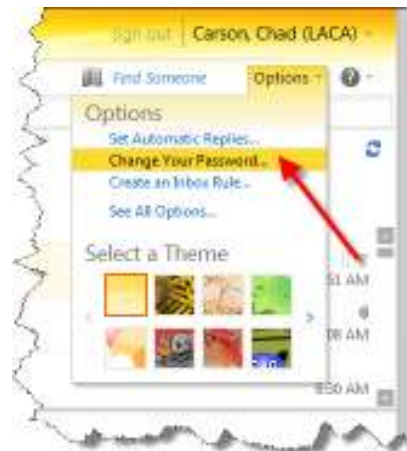 sign out | Carson, Chad (LACA)
Find Someone Options
Options
Set Automatic Replies...
Change Your Password...
Create an Inbox Rule...
See All Options...
Select a Theme
51 AM
08 AM
8:50 AM